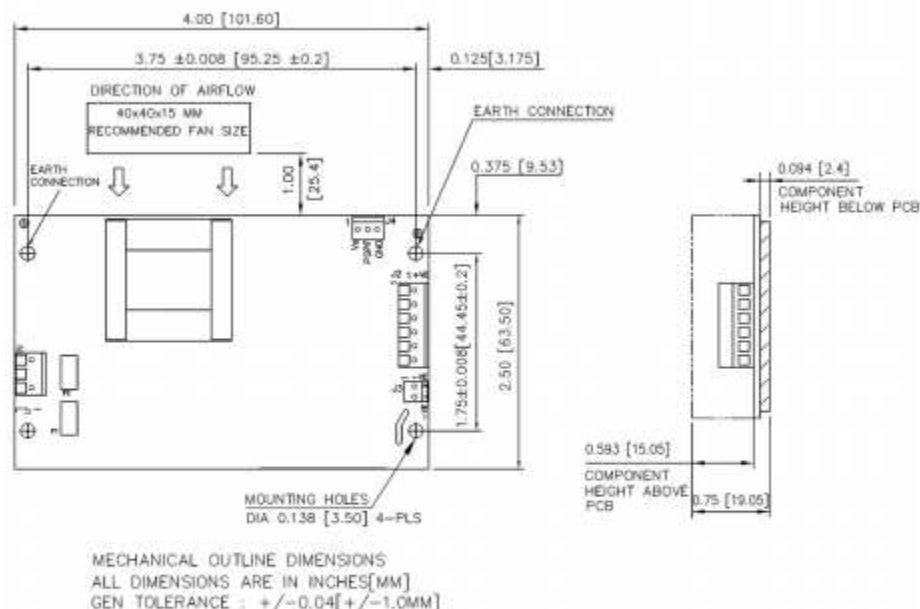 4.00 [101.60]
3.75 ±0.008 [95.25 ±0.2]
0.125[3.175]
DIRECTION OF AIRFLOW
40x40x15 MM
RECOMMENDED FAN SIZE
EARTH CONNECTION
EARTH
CONNECTION
1.00
[25.4]
0.375 [9.53]
0.094 [2.4]
COMPONENT
HEIGHT BELOW PCB
1
J4
GND
1.75±0.008[44.45±0.2]
2.50 [63.50]
0.593 [15.05]
COMPONENT
HEIGHT ABOVE
PCB
0.75 [19.05]
MOUNTING HOLES
DIA 0.138 [3.50] 4-PLS
MECHANICAL OUTLINE DIMENSIONS
ALL DIMENSIONS ARE IN INCHES[MM]
GEN TOLERANCE : +/-0.04[+/-1.0MM]